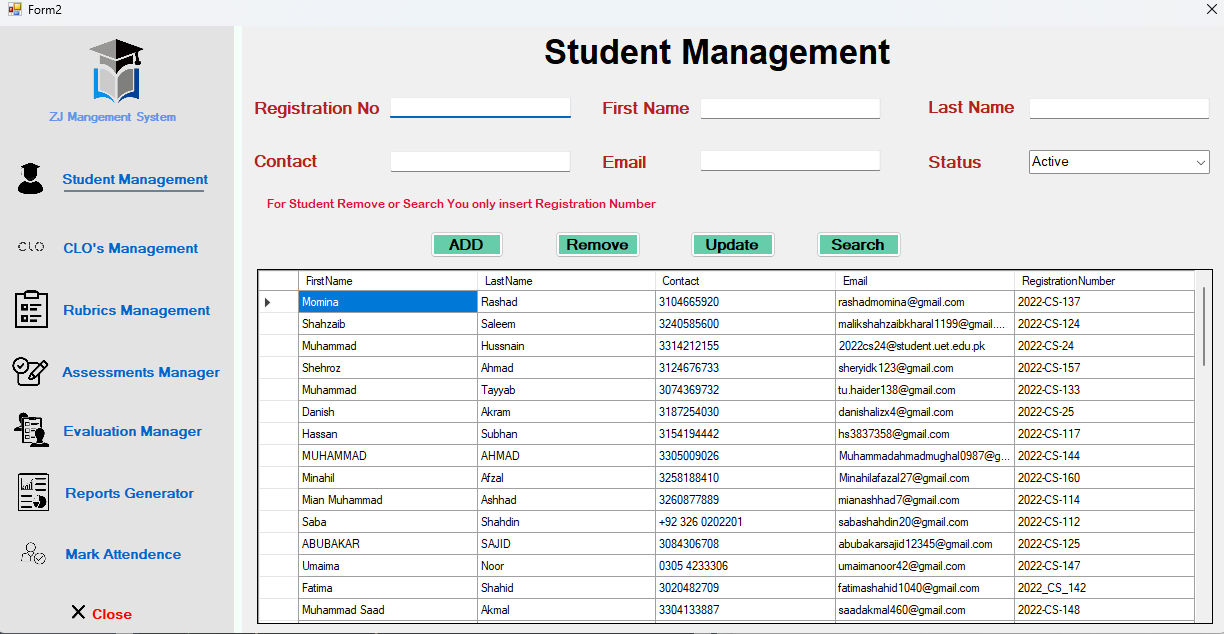 Form2
ZJ Mangement System
Student Management
CLO
CLO's Management
Rubrics Management
Assessments Manager
Evaluation Manager
Reports Generator
Mark Attendence
Close
Student Management
Registration No First Name Last Name
Contact Email Status Active
For Student Remove or Search You only insert Registration Number
ADD Remove Update Search
FirstName LastName Contact Email RegistrationNumber
Momina Rashad 3104665920 rashadmomina@gmail.com 2022-CS-137
Shahzaib Saleem 3240585600 malikshahzaibkharal1199@gmail.... 2022-CS-124
Muhammad Hussnain 3314212155 2022cs24@student.uet.edu.pk 2022-CS-24
Shehroz Ahmad 3124676733 sheryidk123@gmail.com 2022-CS-157
Muhammad Tayyab 3074369732 tu.haider138@gmail.com 2022-CS-133
Danish Akram 3187254030 danishalizx4@gmail.com 2022-CS-25
Hassan Subhan 3154194442 hs3837358@gmail.com 2022-CS-117
MUHAMMAD AHMAD 3305009026 Muhammadahmadmughal0987@g... 2022-CS-144
Minahil Afzal 3258188410 Minahilafazal27@gmail.com 2022-CS-160
Mian Muhammad Ashhad 3260877889 mianashhad7@gmail.com 2022-CS-114
Saba Shahdin +92 326 0202201 sabashahdin20@gmail.com 2022-CS-112
ABUBAKAR SAJID 3084306708 abubakarsajid12345@gmail.com 2022-CS-125
Umaima Noor 0305 4233306 umaimanoor42@gmail.com 2022-CS-147
Fatima Shahid 3020482709 fatimashahid1040@gmail.com 2022_CS_142
Muhammad Saad Akmal 3304133887 saadakmal460@gmail.com 2022-CS-148